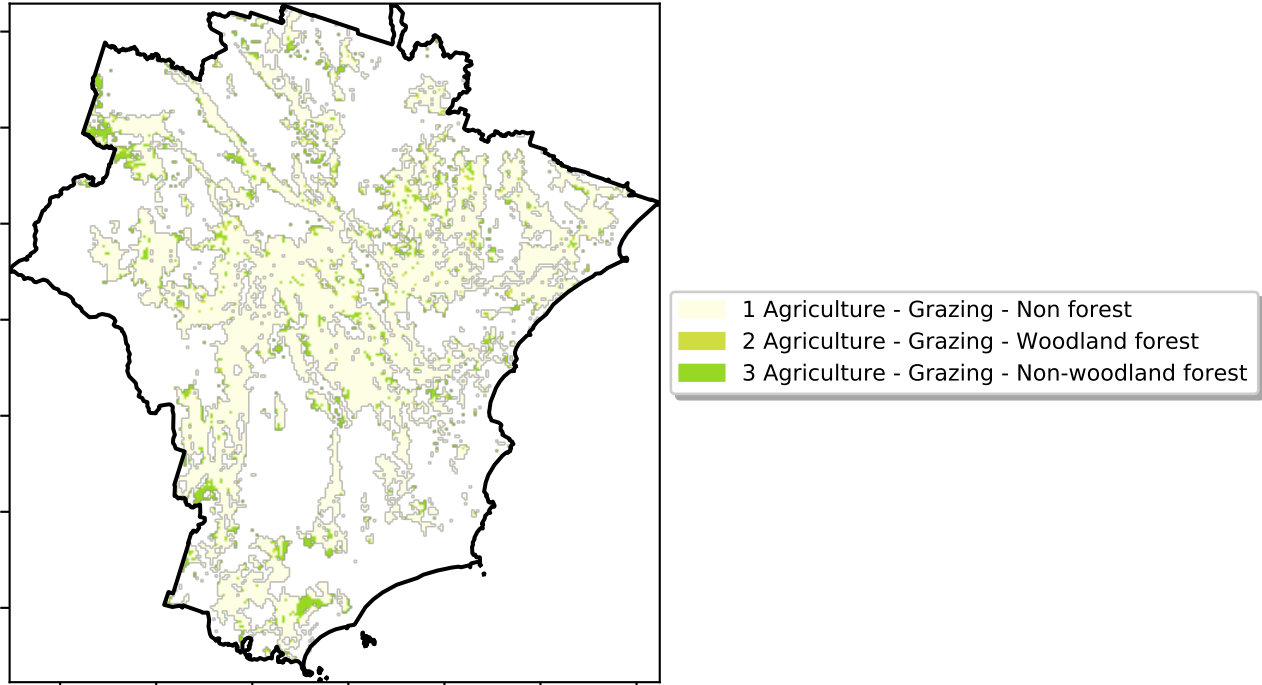 1 Agriculture - Grazing - Non forest
2 Agriculture - Grazing - Woodland forest
3 Agriculture - Grazing - Non-woodland forest